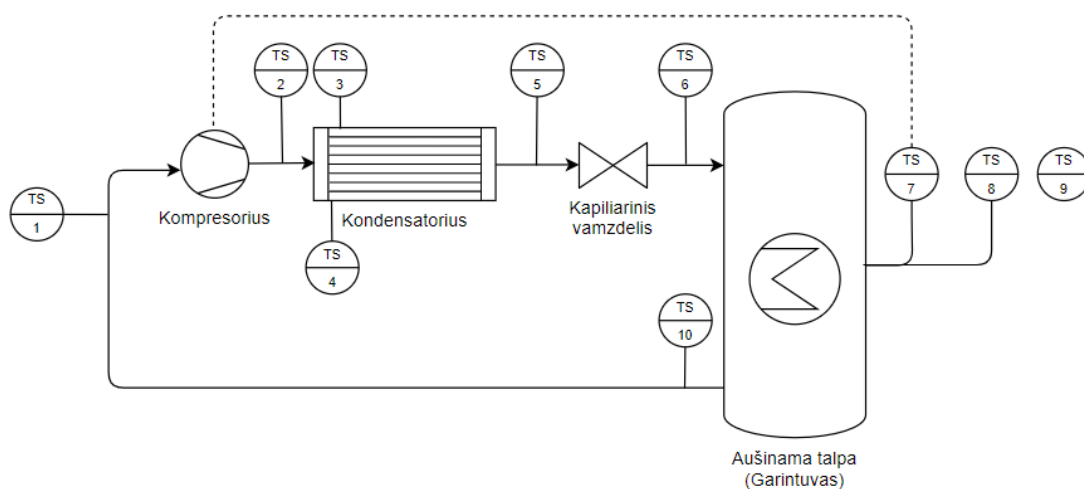 TS
2
TS
3
TS
5
TS
6
TS
7
TS
8
TS
9
TS
1
Kompresorius
Kondensatorius
Kapiliarinis
vamzdelis
TS
4
TS
10
Aušinama talpa
(Garintuvas)